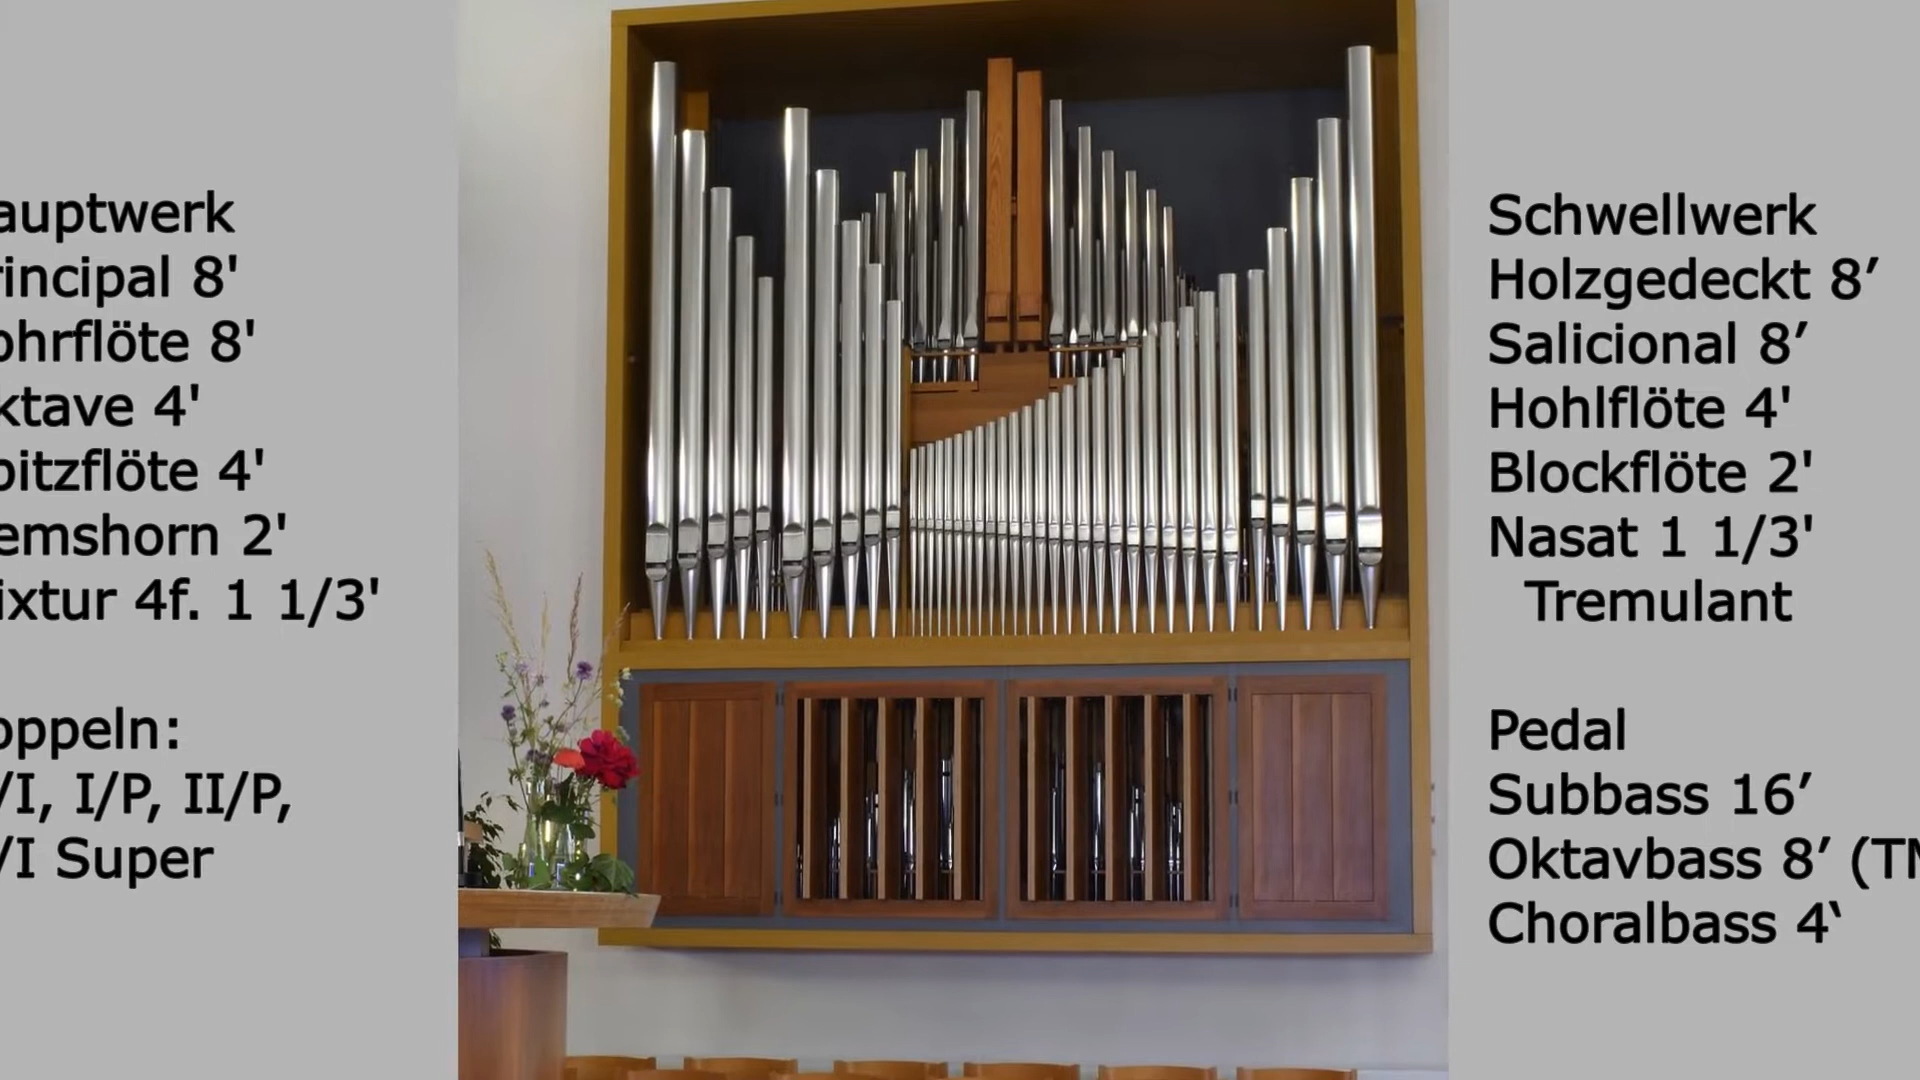 auptwerk
rincipal 8'
ohrflöte 8'
ktave 4'
pitzflöte 4'
emshorn 2'
ixtur 4f. 1 1/3'
oppeln:
/I, I/P, II/P,
/I Super
Schwellwerk
Holzgedeckt 8’
Salicional 8’
Hohlflöte 4'
Blockflöte 2'
Nasat 1 1/3'
Tremulant
Pedal
Subbass 16’
Oktavbass 8’ (TM
Choralbass 4‘